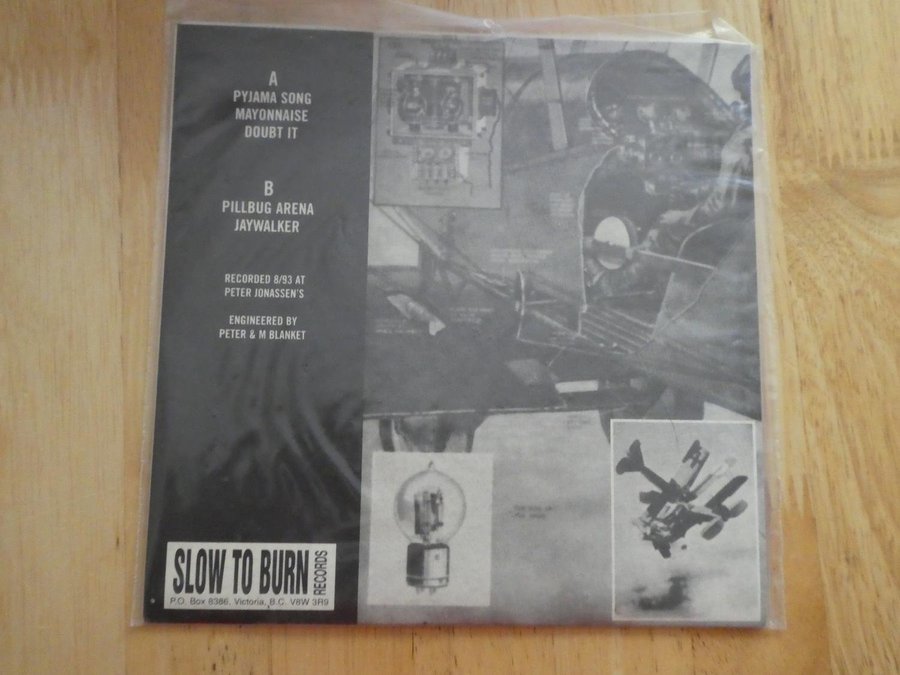 A
PYJAMA SONG
MAYONNAISE
DOUBT IT
B
PILLBUG ARENA
JAYWALKER
RECORDED 8/93 AT
PETER JONASSEN'S
ENGINEERED BY
PETER & M BLANKET
SLOW TO BURN
RECORDS
P.O. Box 8386, Victoria, B.C. V8W 3R9